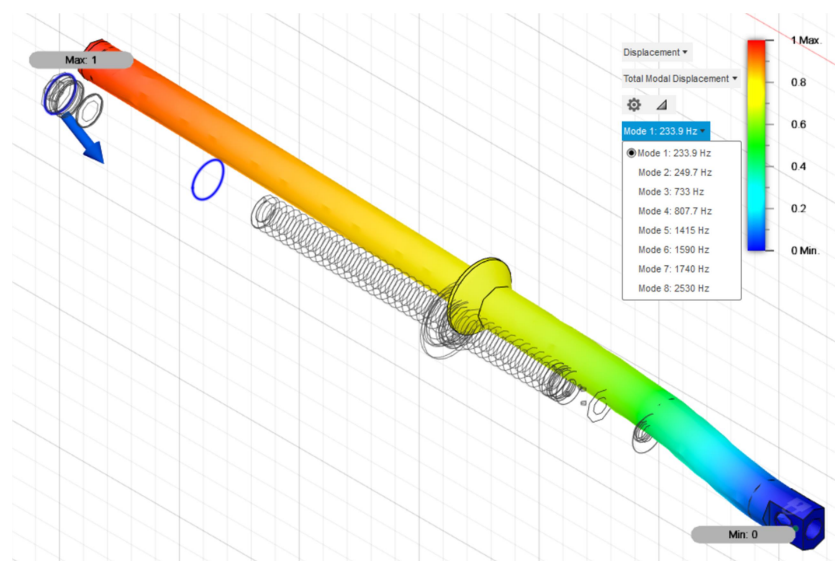 Max: 1
Displacement
Total Modal Displacement
Mode 1: 233.9 Hz
Mode 1: 233.9 Hz
Mode 2: 249.7 Hz
Mode 3: 733 Hz
Mode 4: 807.7 Hz
Mode 5: 1415 Hz
Mode 6: 1590 Hz
Mode 7: 1740 Hz
Mode 8: 2530 Hz
1 Max.
0.8
0.6
0.4
0.2
0 Min.
Min: 0